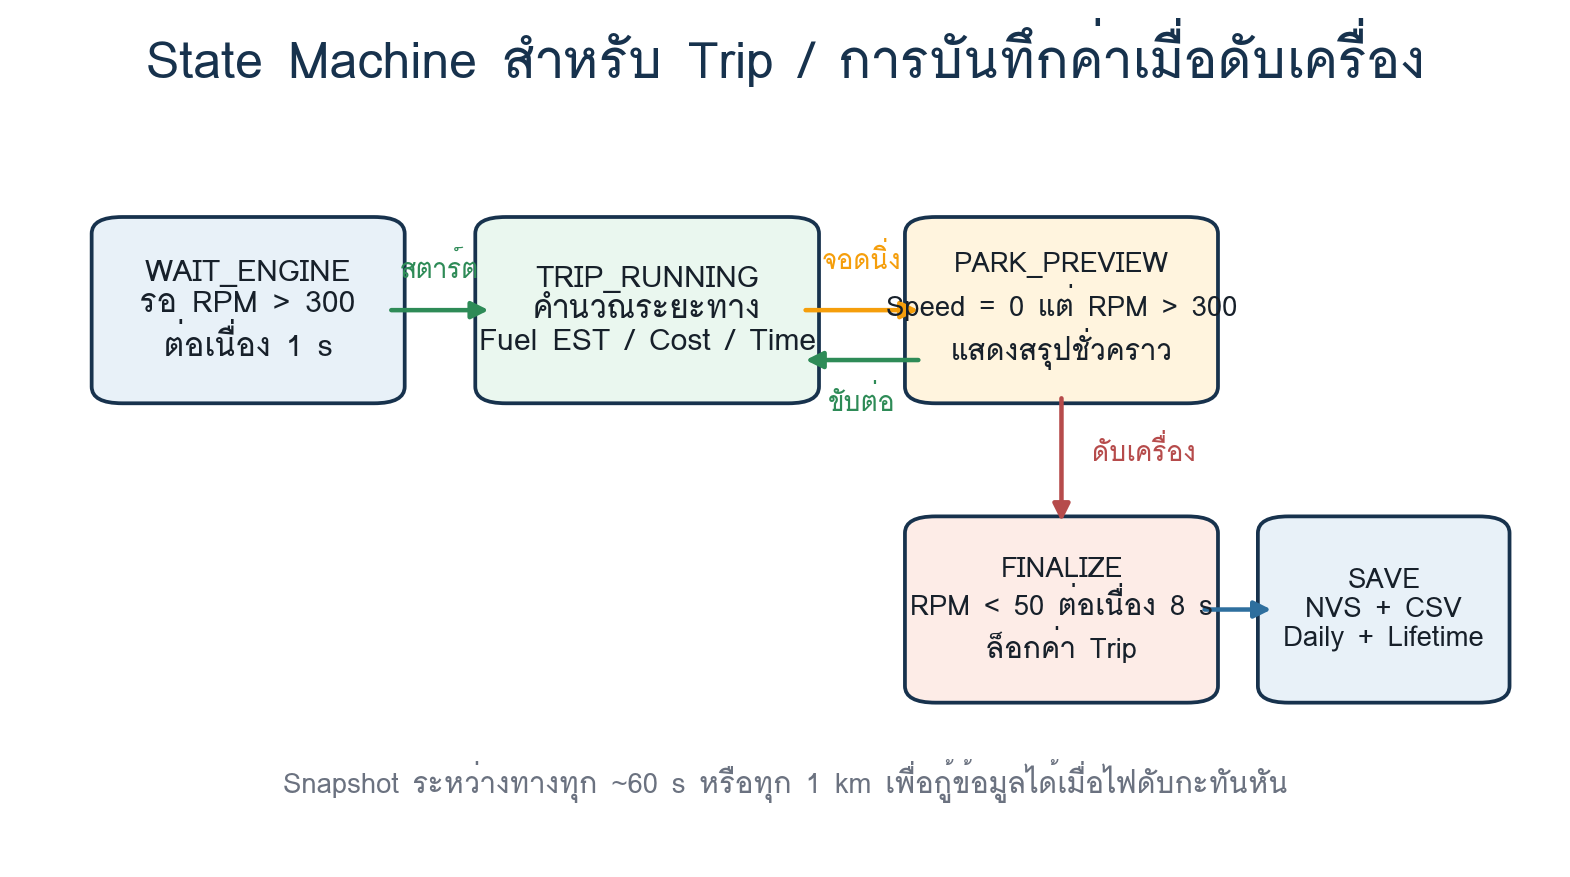 State Machine สำหรับ Trip / การบันทึกค่าเมื่อดับเครื่อง
WAIT_ENGINE
รอ RPM > 300
ต่อเนื่อง 1 s
สตาร์ต
TRIP_RUNNING
คำนวณระยะทาง
Fuel EST / Cost / Time
จอดนิ่ง
ขับต่อ
PARK_PREVIEW
Speed = 0 แต่ RPM > 300
แสดงสรุปชั่วคราว
ดับเครื่อง
FINALIZE
RPM < 50 ต่อเนื่อง 8 s
ล็อกค่า Trip
SAVE
NVS + CSV
Daily + Lifetime
Snapshot ระหว่างทางทุก ~60 s หรือทุก 1 km เพื่อกู้ข้อมูลได้เมื่อไฟดับกะทันหัน